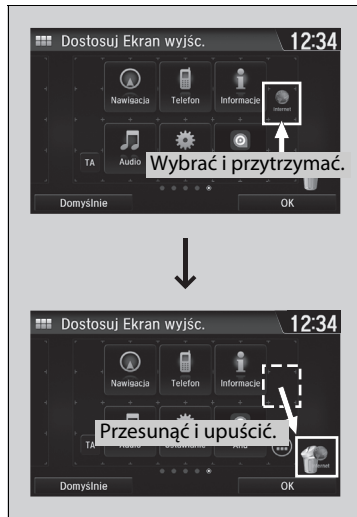 Dostosuj Ekran wyjśc. 12:34
Nawigacja Telefon Informacje Internet
TA Audio
Wybrać i przytrzymać.
Domyślnie OK
Dostosuj Ekran wyjśc. 12:34
Nawigacja Telefon Informacje
Przesunąć i upuścić.
TA Internet
Domyślnie OK